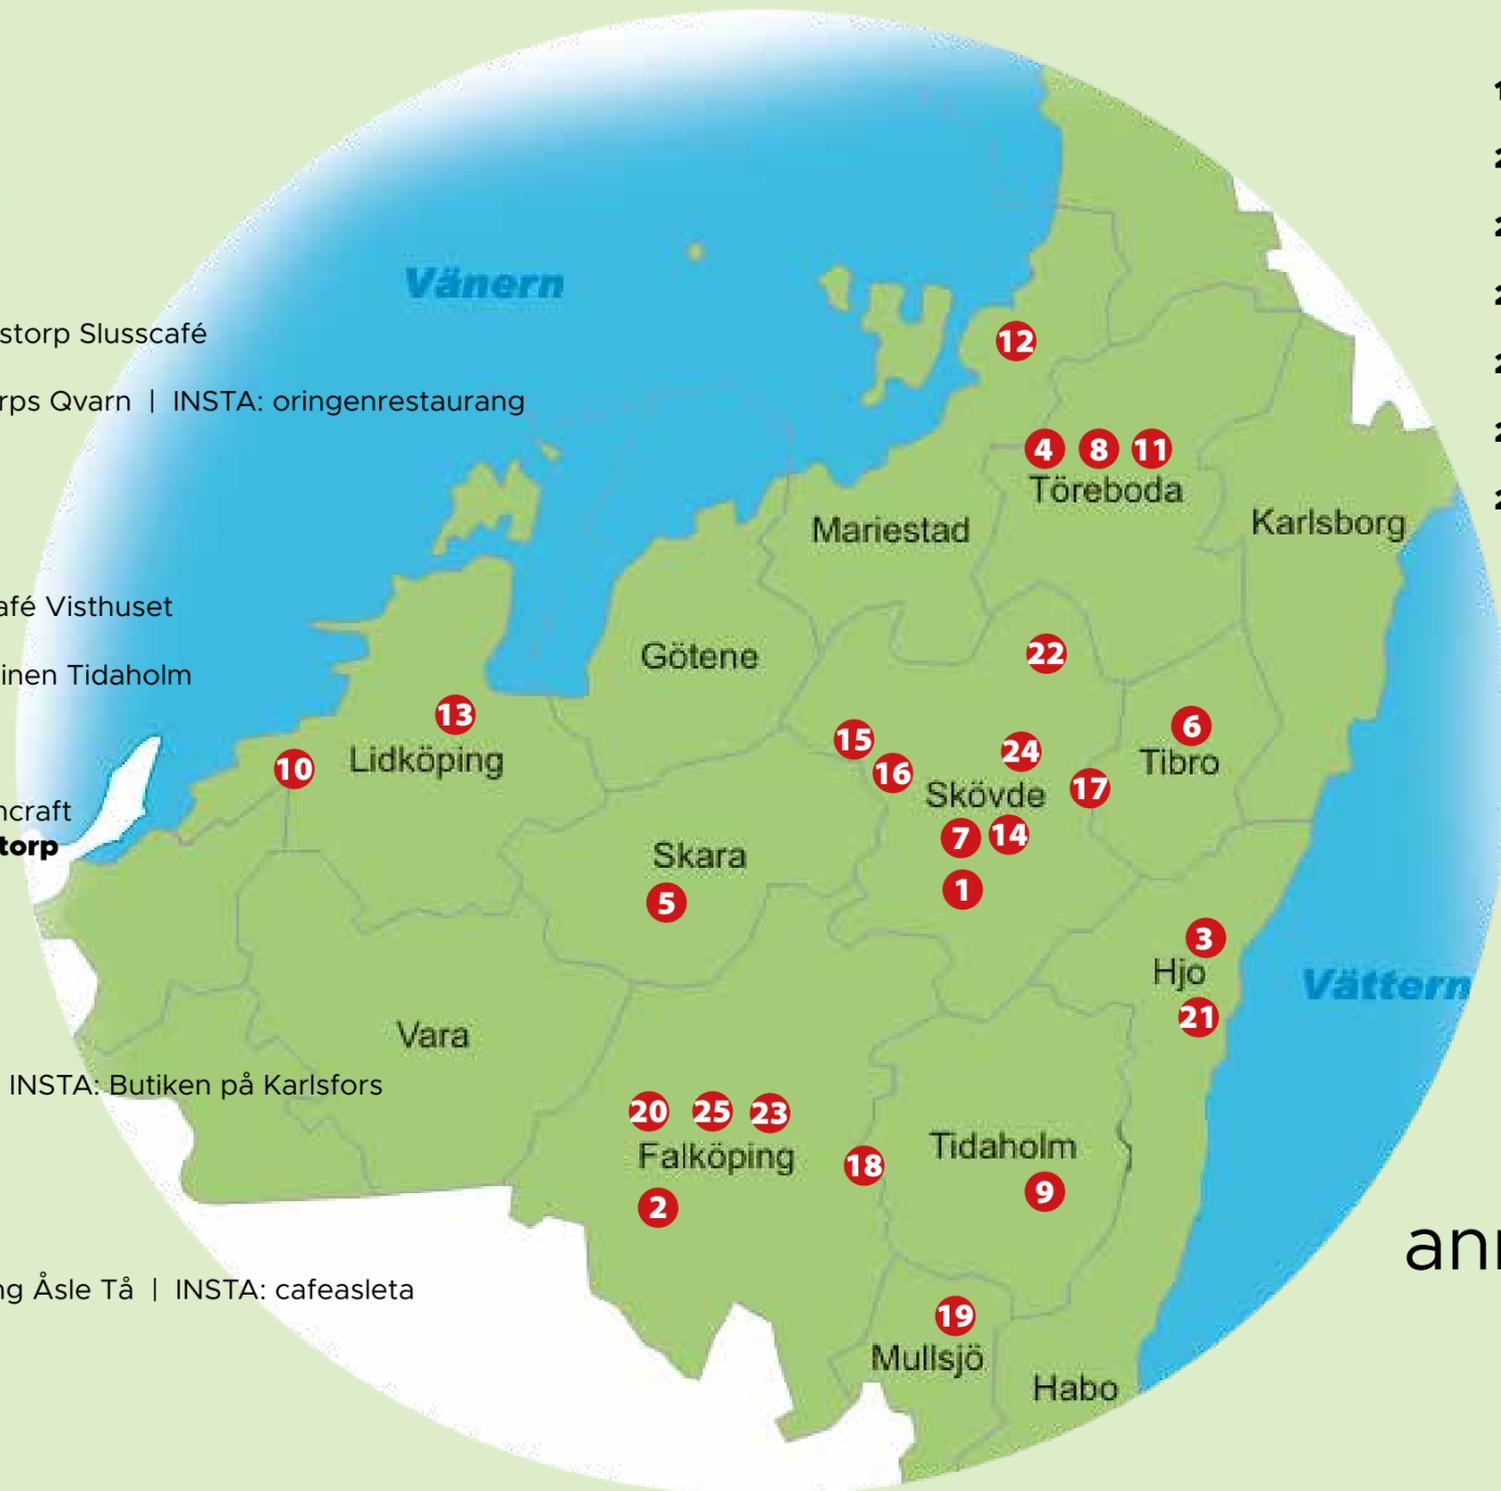 Vänern
storp Slusscafé
12
rps Qvarn | INSTA: oringenrestaurang
4 8 11
Töreboda
Karlsborg
Mariestad
afé Visthuset
Götene
22
inen Tidaholm
13
6
15
24
Lidköping
10
16
Tibro
17
Skövde
ncraft
7 14
torp
Skara
1
5
3
Hjo
Vättern
21
Vara
INSTA: Butiken på Karlsfors
20 25 23
Falköping
Tidaholm
18
9
2
ann
ng Åsle Tå | INSTA: cafeasleta
19
Mullsjö
Habo